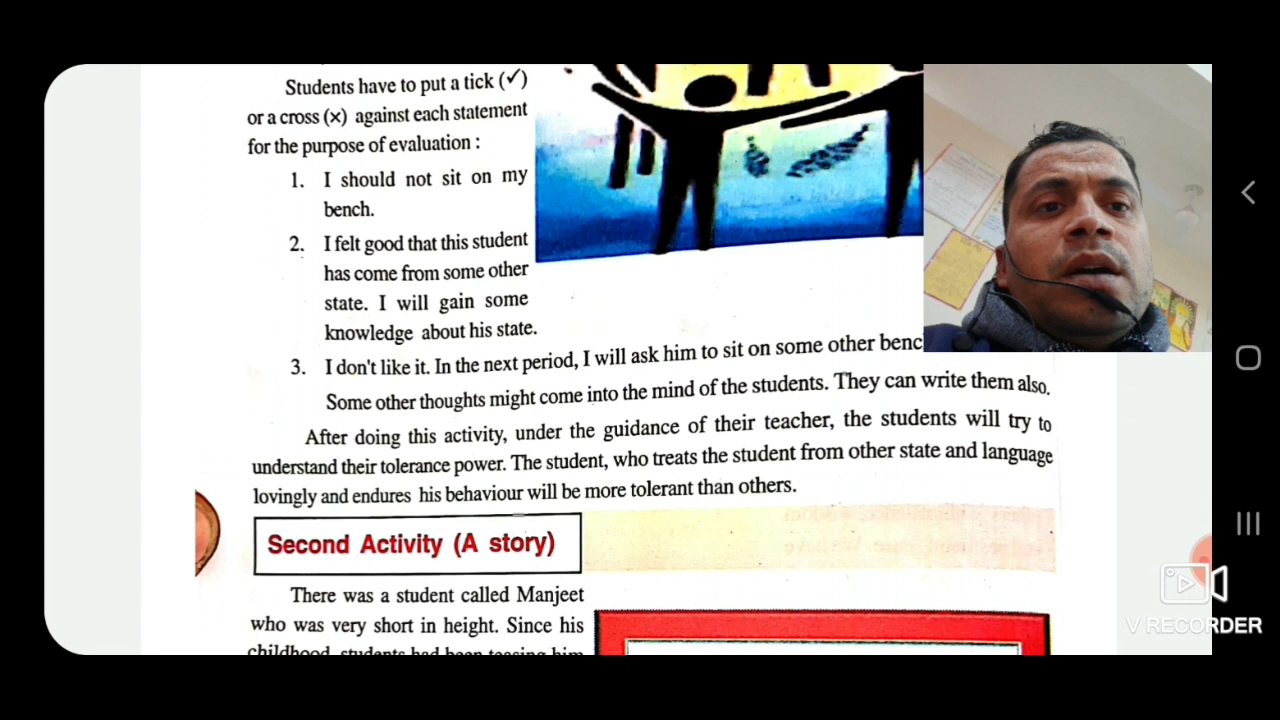 Students have to put a tick (✓)
or a cross (×) against each statement
for the purpose of evaluation :
1. I should not sit on my
bench.
2. I felt good that this student
has come from some other
state. I will gain some
knowledge about his state.
3. I don't like it. In the next period, I will ask him to sit on some other
Some other thoughts might come into the mind of the students. They can write them also.
After doing this activity, under the guidance of their teacher, the students will try to
understand their tolerance power. The student, who treats the student from other state and language
lovingly and endures his behaviour will be more tolerant than others.
Second Activity (A story)
There was a student called Manjeet
who was very short in height. Since his
childhood, students had been teasing him
V RECORDER